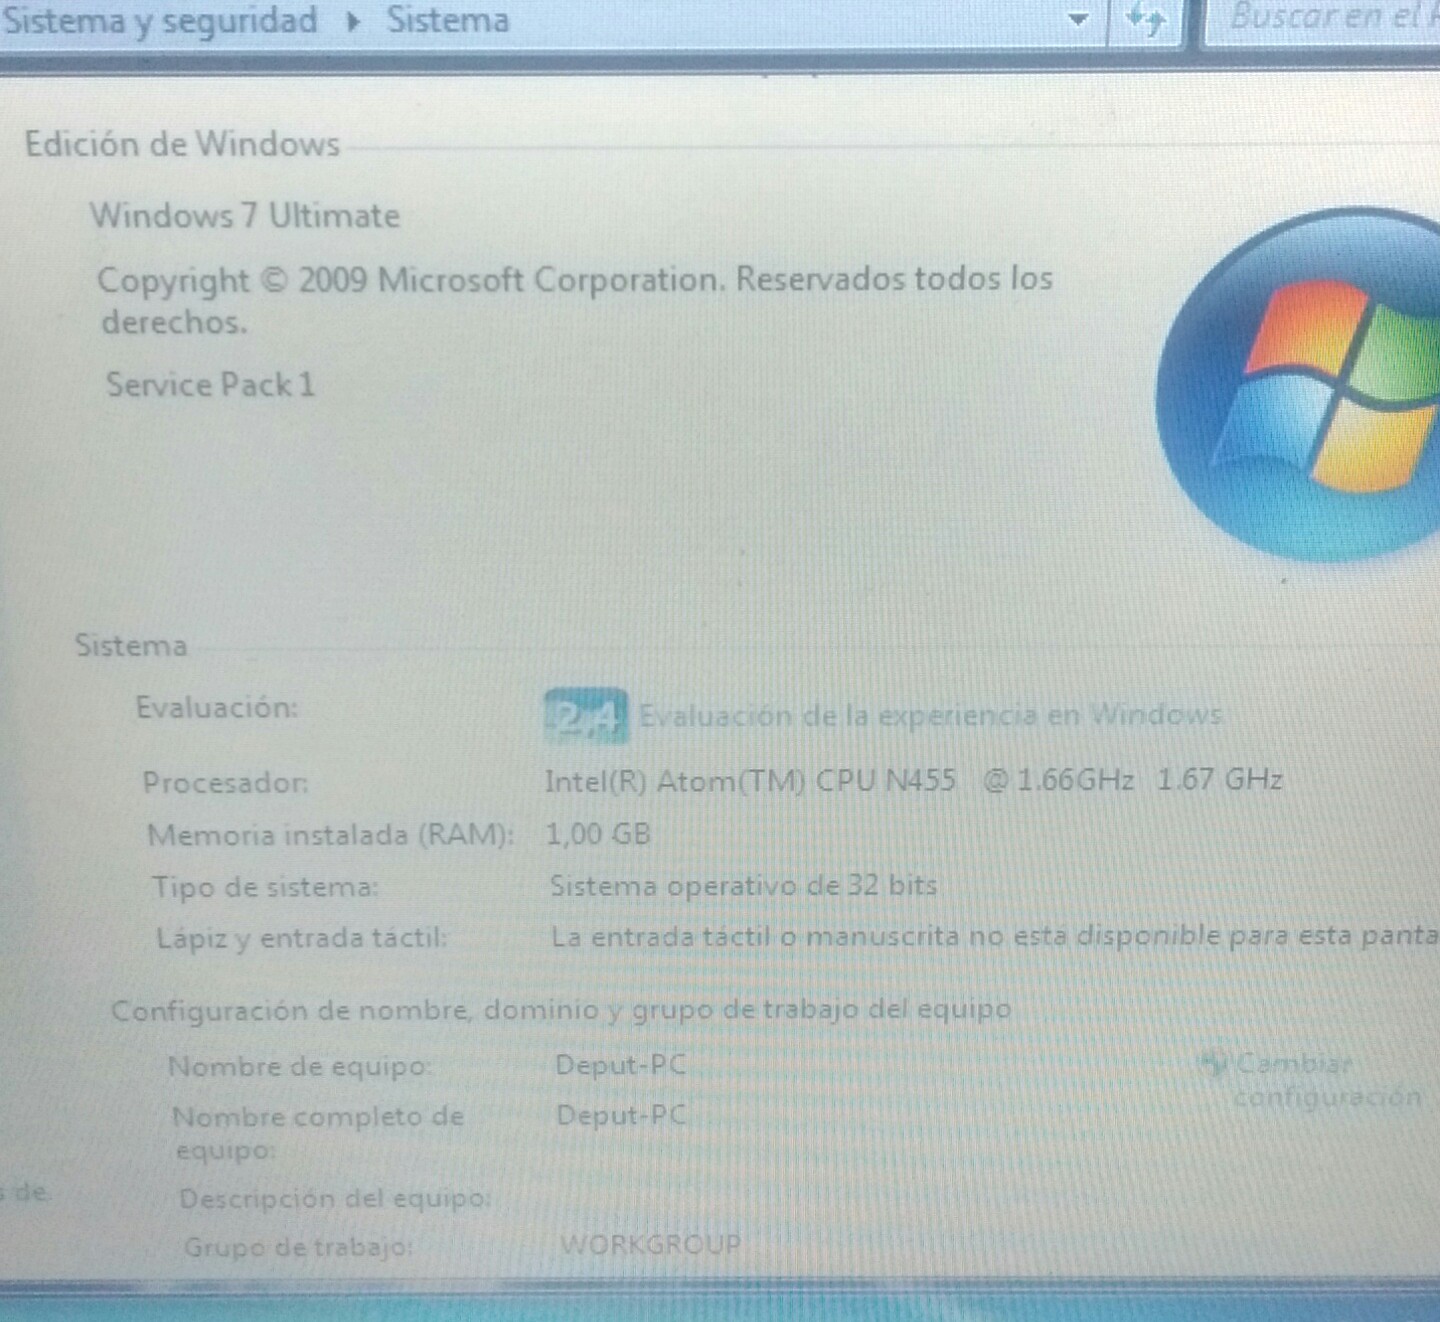 Sistema y seguridad ▸ Sistema
Buscar en el
Edición de Windows
Windows 7 Ultimate
Copyright © 2009 Microsoft Corporation. Reservados todos los
derechos.
Service Pack 1
Sistema
Evaluación: 2,4 Evaluación de la experiencia en Windows
Procesador: Intel(R) Atom(TM) CPU N455 @ 1.66GHz 1.67 GHz
Memoria instalada (RAM): 1,00 GB
Tipo de sistema: Sistema operativo de 32 bits
Lápiz y entrada táctil: La entrada táctil o manuscrita no está disponible para esta panta
Configuración de nombre, dominio y grupo de trabajo del equipo
Nombre de equipo: Deput-PC Cambiar
configuración
Nombre completo de Deput-PC
equipo:
s de
Descripción del equipo:
Grupo de trabajo: WORKGROUP